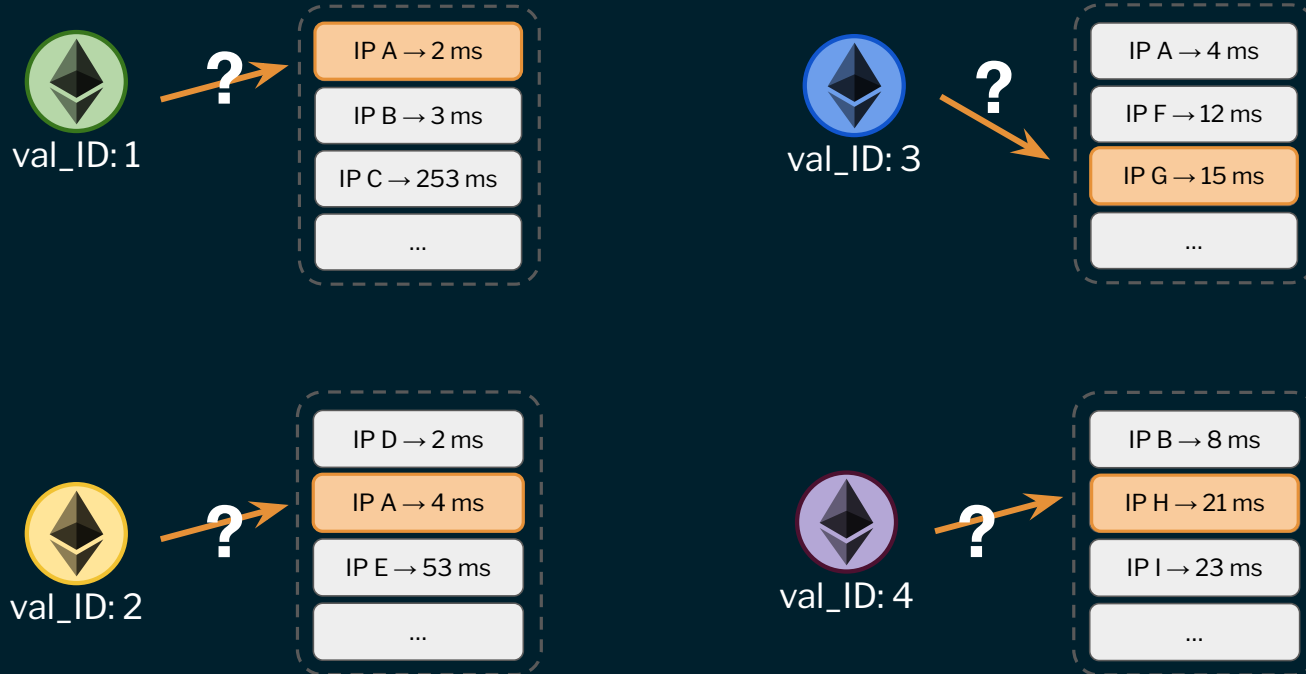 IP A → 2 ms
IP B → 3 ms
IP C → 253 ms
...
?
val_ID: 1
IP A → 4 ms
IP F → 12 ms
IP G → 15 ms
...
?
val_ID: 3
IP D → 2 ms
IP A → 4 ms
IP E → 53 ms
...
?
val_ID: 2
IP B → 8 ms
IP H → 21 ms
IP I → 23 ms
...
?
val_ID: 4